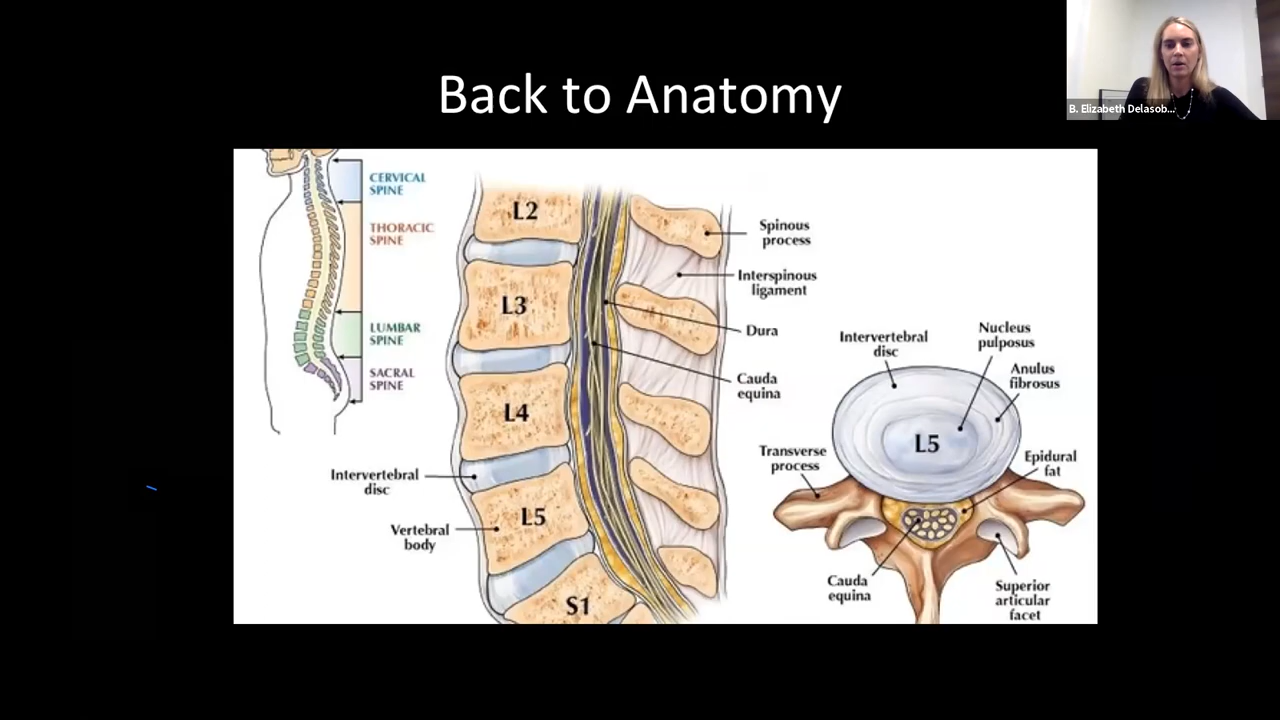 Back to Anatomy
B. Elizabeth Delasob...
CERVICAL
SPINE
THORACIC
SPINE
LUMBAR
SPINE
SACRAL
SPINE
L2
L3
L4
L5
S1
Intervertebral
disc
Vertebral
body
Spinous
process
Interspinous
ligament
Dura
Cauda
equina
Intervertebral
disc
Nucleus
pulposus
Anulus
fibrosus
L5
Transverse
process
Epidural
fat
Cauda
equina
Superior
articular
facet